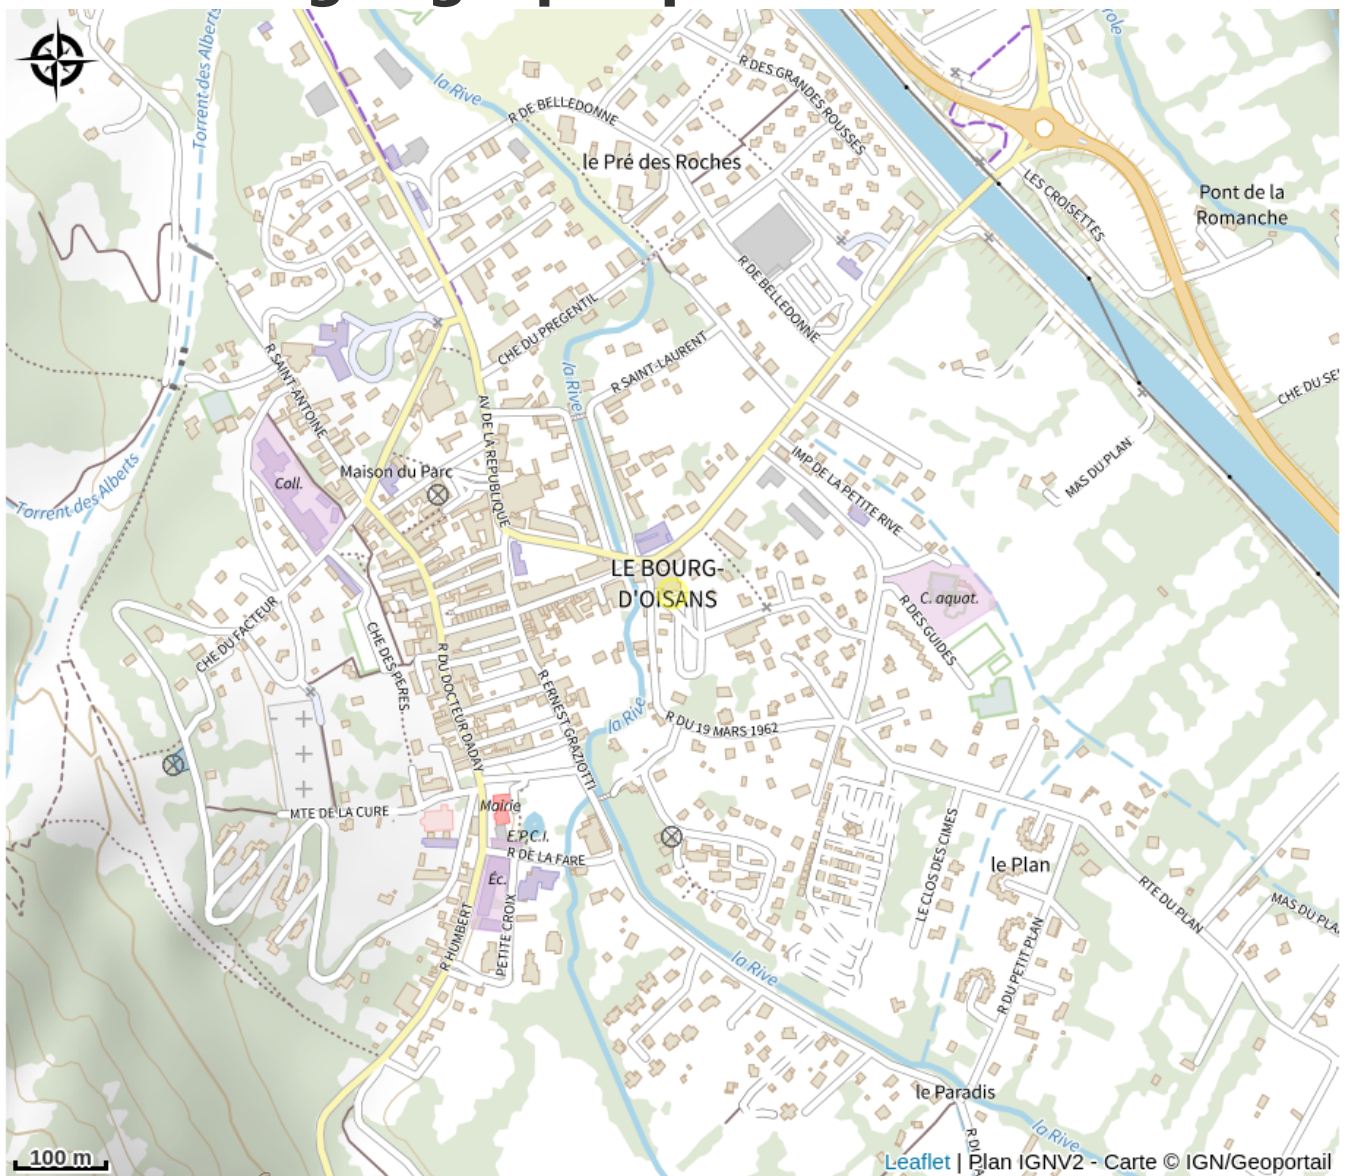 Torrent des Alberts
la Rive
R DE BELLEDONNE
R DES GRANDES ROUSSES
le Pré des Roches
LES CROISETTES
Pont de la
Romanche
R DE BELLEDONNE
CHE DU PREGENTIL
R SAINT-LAURENT
la Rive
R SAINT-ANTOINE
AV DE LA REPUBLIQUE
CHE DU SE
Maison du Parc
Coll.
Torrent des Alberts
IMP DE LA PETITE RIVE
MAS DU PLAN
LE BOURG-
D'OISANS
C. aquat.
R DES GUIDES
CHE DU FACTEUR
CHE DES PERES
R DU DOCTEUR DADAY
R ERNEST GRAZIOTTI
la Rive
R DU 19 MARS 1962
MTE DE LA CURE
Mairie
E.P.C.I.
R DE LA FARE
Éc.
R HUMBERT
PETITE CROIX
LE CLOS DES CIMES
le Plan
RTE DU PLAN
MAS DU PLA
R DU PETIT PLAN
la Rive
le Paradis
la Rive
100 m
Leaflet | Plan IGNV2 - Carte © IGN/Geoportail